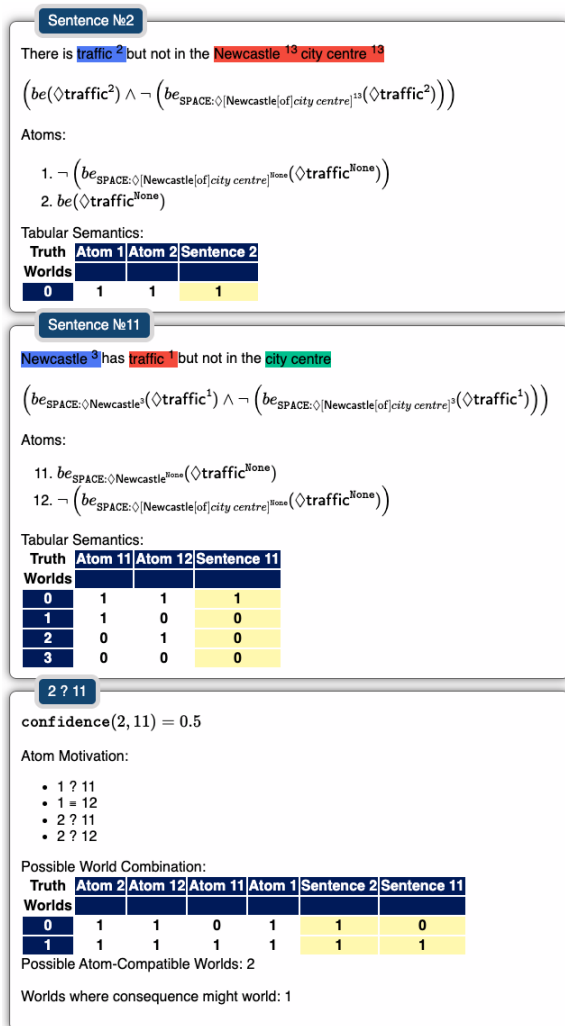 Sentence №2
There is traffic ² but not in the Newcastle ¹³ city centre ¹³
(be(◊traffic²) ∧ ¬ (be_SPACE:◊[Newcastle[of]city centre]¹³(◊traffic²)))
Atoms:
1. ¬ (be_SPACE:◊[Newcastle[of]city centre]^None(◊traffic^None))
2. be(◊traffic^None)
Tabular Semantics:
Truth Atom 1 Atom 2 Sentence 2
Worlds
0 1 1 1
Sentence №11
Newcastle ³ has traffic ¹ but not in the city centre
(be_SPACE:◊Newcastle³(◊traffic¹) ∧ ¬ (be_SPACE:◊[Newcastle[of]city centre]³(◊traffic¹)))
Atoms:
11. be_SPACE:◊Newcastle^None(◊traffic^None)
12. ¬ (be_SPACE:◊[Newcastle[of]city centre]^None(◊traffic^None))
Tabular Semantics:
Truth Atom 11 Atom 12 Sentence 11
Worlds
0 1 1 1
1 1 0 0
2 0 1 0
3 0 0 0
2 ? 11
confidence(2, 11) = 0.5
Atom Motivation:
• 1 ? 11
• 1 ≡ 12
• 2 ? 11
• 2 ? 12
Possible World Combination:
Truth Atom 2 Atom 12 Atom 11 Atom 1 Sentence 2 Sentence 11
Worlds
0 1 1 0 1 1 0
1 1 1 1 1 1 1
Possible Atom-Compatible Worlds: 2
Worlds where consequence might world: 1